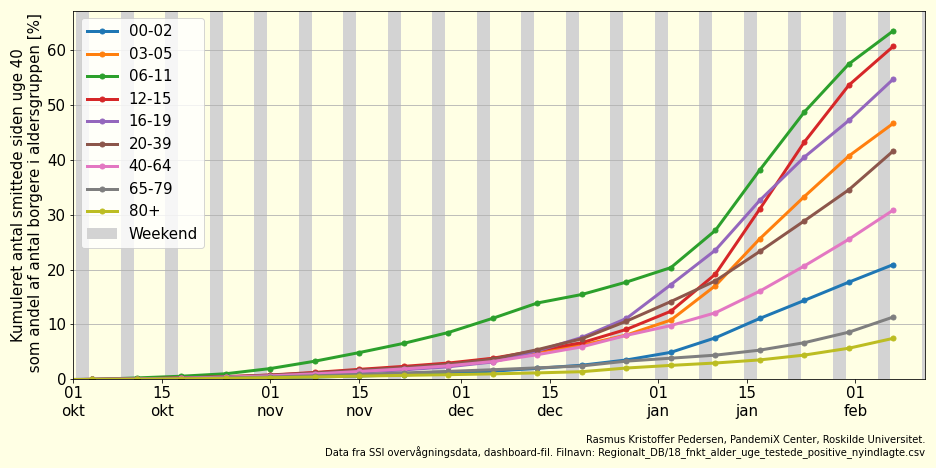 Kumuleret antal smittede siden uge 40
som andel af antal borgere i aldersgruppen [%]
60
50
40
30
20
10
0
00-02
03-05
06-11
12-15
16-19
20-39
40-64
65-79
80+
Weekend
01
okt
15
okt
01
nov
15
nov
01
dec
15
dec
01
jan
15
jan
01
feb
Rasmus Kristoffer Pedersen, PandemiX Center, Roskilde Universitet.
Data fra SSI overvågningsdata, dashboard-fil. Filnavn: Regionalt_DB/18_fnkt_alder_uge_testede_positive_nyindlagte.csv